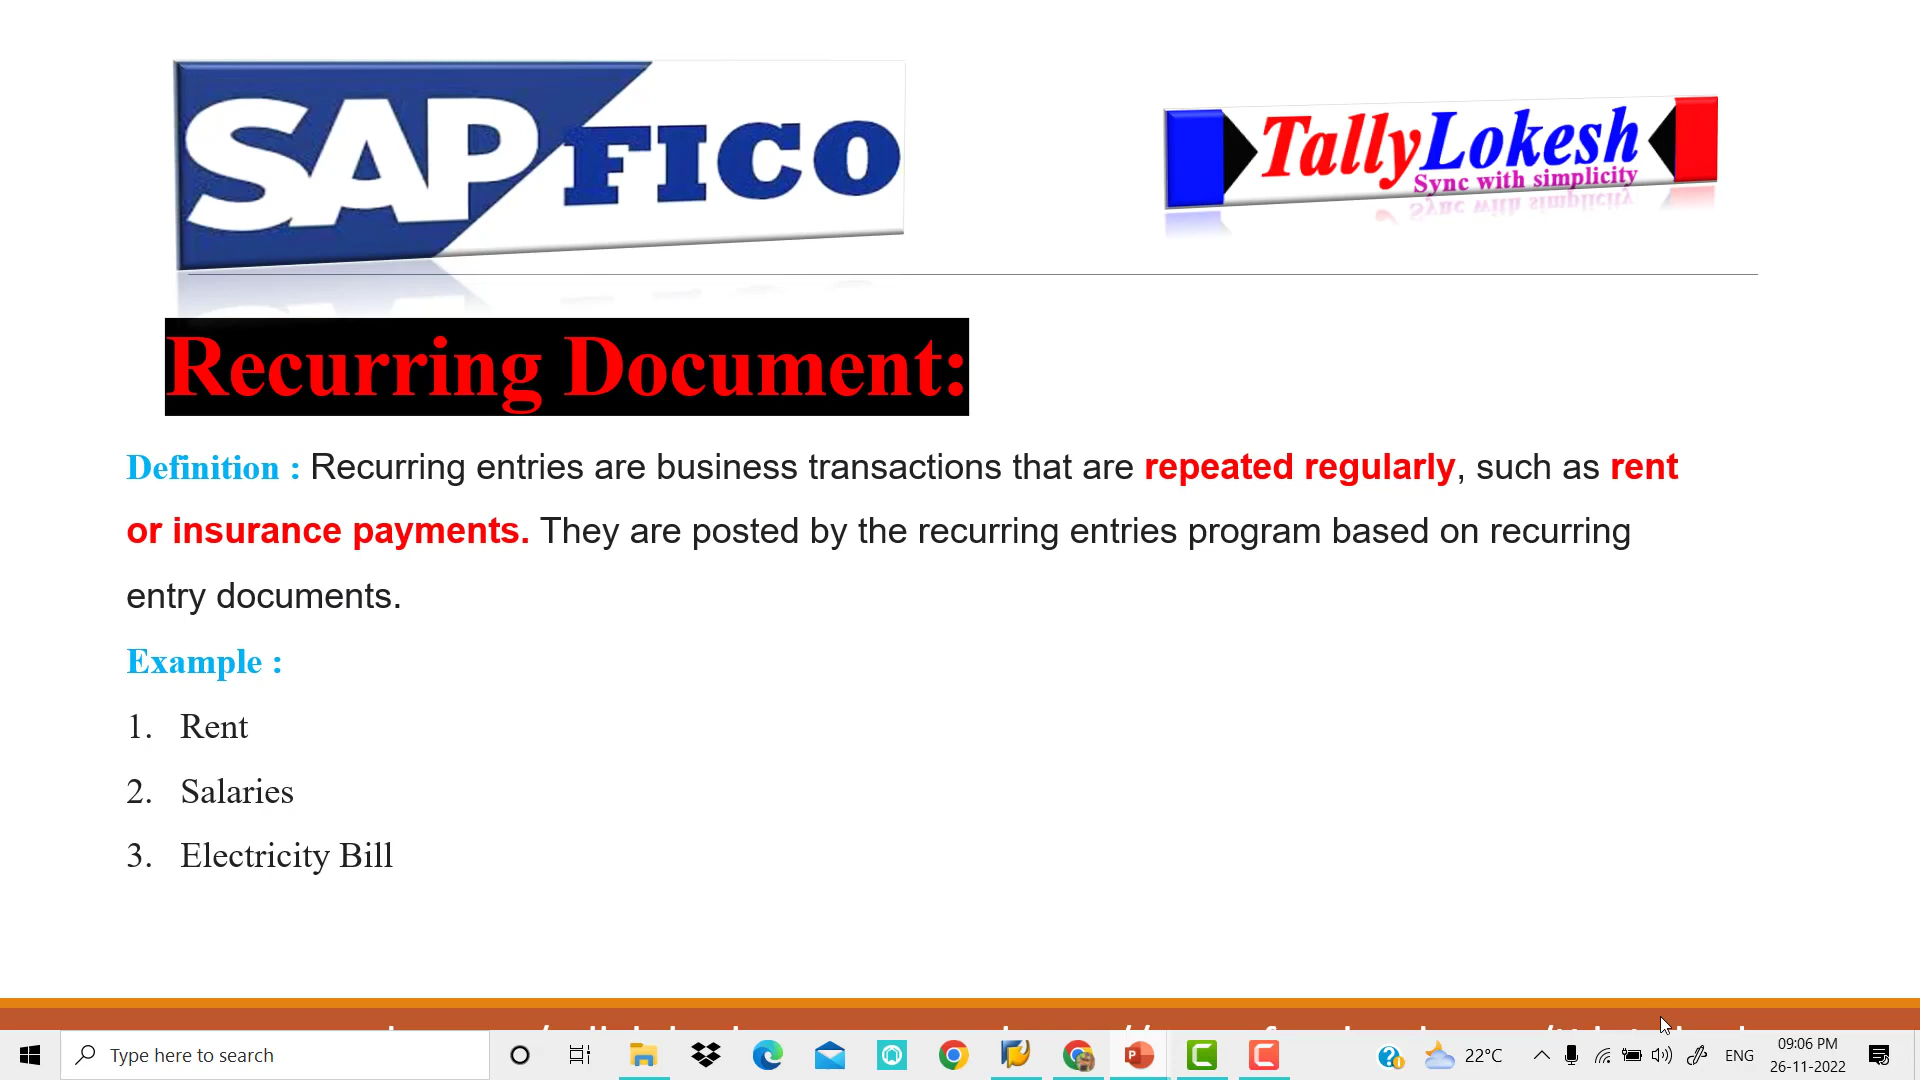 SAP FICO
TallyLokesh
Sync with simplicity
Recurring Document:
Definition : Recurring entries are business transactions that are repeated regularly, such as rent
or insurance payments. They are posted by the recurring entries program based on recurring
entry documents.
Example :
1. Rent
2. Salaries
3. Electricity Bill
Type here to search
22°C
ENG
09:06 PM
26-11-2022